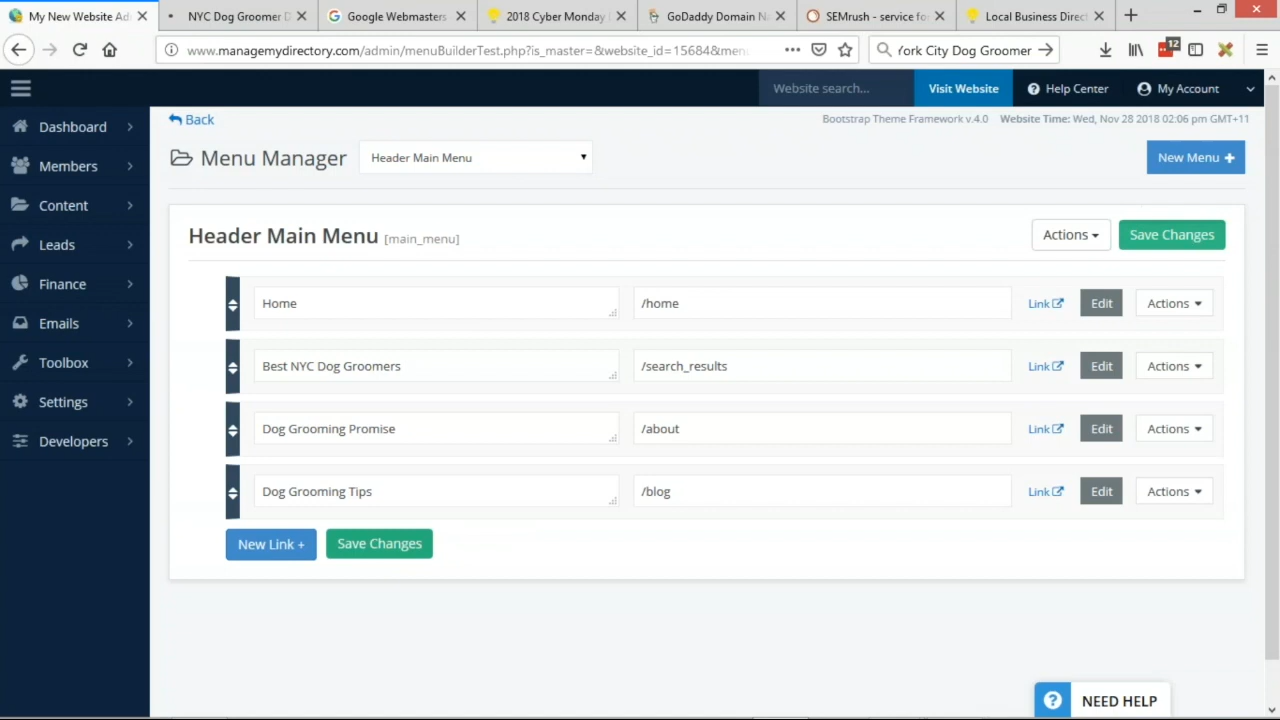 My New Website Ad
NYC Dog Groomer D
Google Webmasters
2018 Cyber Monday
GoDaddy Domain Na
SEMrush - service fo
Local Business Direct
www.managemydirectory.com/admin/menuBuilderTest.php?is_master=&website_id=15684&menu
York City Dog Groomer
12
Website search...
Visit Website
Help Center
My Account
Dashboard
Members
Content
Leads
Finance
Emails
Toolbox
Settings
Developers
Back
Bootstrap Theme Framework v.4.0 Website Time: Wed, Nov 28 2018 02:06 pm GMT+11
Menu Manager
Header Main Menu
New Menu
Header Main Menu [main_menu]
Actions
Save Changes
Home /home Link Edit Actions
Best NYC Dog Groomers /search_results Link Edit Actions
Dog Grooming Promise /about Link Edit Actions
Dog Grooming Tips /blog Link Edit Actions
New Link +
Save Changes
NEED HELP